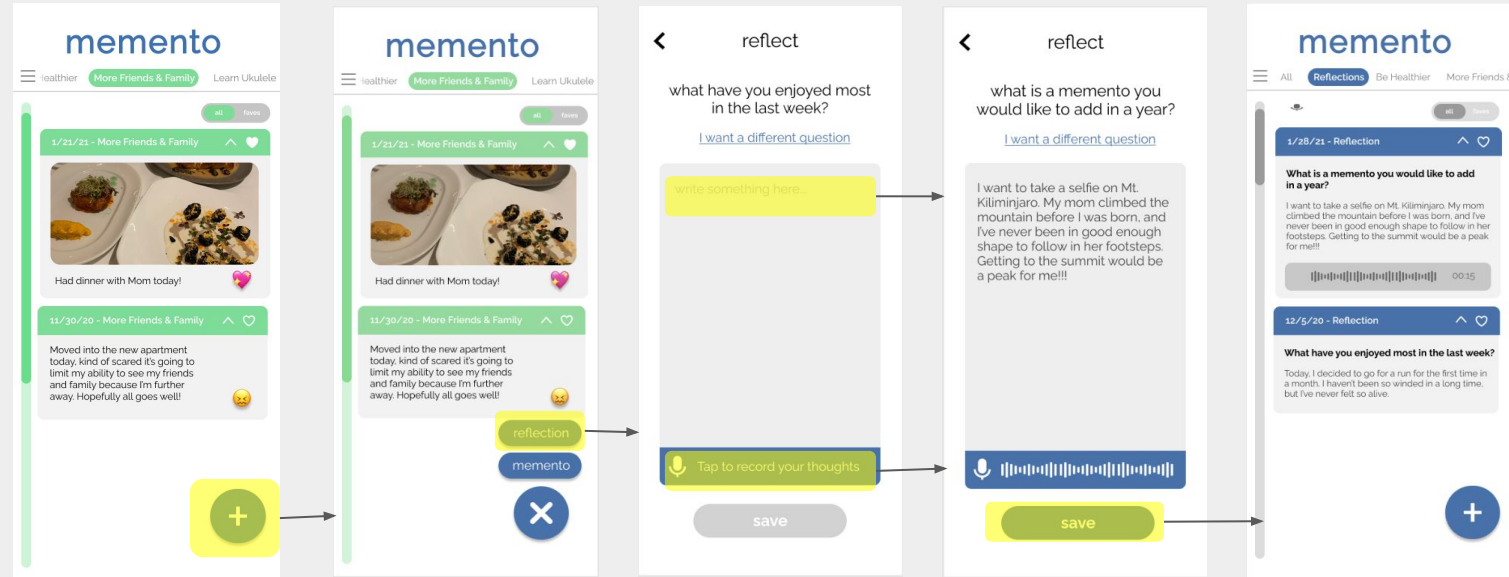 memento
ealthier More Friends & Family Learn Ukulele
all faves
1/21/21 - More Friends & Family
Had dinner with Mom today!
11/30/20 - More Friends & Family
Moved into the new apartment
today, kind of scared it's going to
limit my ability to see my friends
and family because I'm further
away. Hopefully all goes well!
+
memento
ealthier More Friends & Family Learn Ukulele
all faves
1/21/21 - More Friends & Family
Had dinner with Mom today!
11/30/20 - More Friends & Family
Moved into the new apartment
today, kind of scared it's going to
limit my ability to see my friends
and family because I'm further
away. Hopefully all goes well!
reflection
memento
reflect
what have you enjoyed most
in the last week?
I want a different question
write something here...
Tap to record your thoughts
save
reflect
what is a memento you
would like to add in a year?
I want a different question
I want to take a selfie on Mt.
Kiliminjaro. My mom climbed the
mountain before I was born, and
I've never been in good enough
shape to follow in her footsteps.
Getting to the summit would be
a peak for me!!!
save
memento
All Reflections Be Healthier More Friends &
all faves
1/28/21 - Reflection
What is a memento you would like to add
in a year?
I want to take a selfie on Mt. Kiliminjaro. My mom
climbed the mountain before I was born, and I've
never been in good enough shape to follow in her
footsteps. Getting to the summit would be a peak
for me!!!
00:15
12/5/20 - Reflection
What have you enjoyed most in the last week?
Today, I decided to go for a run for the first time in
a month. I haven't been so winded in a long time,
but I've never felt so alive.
+